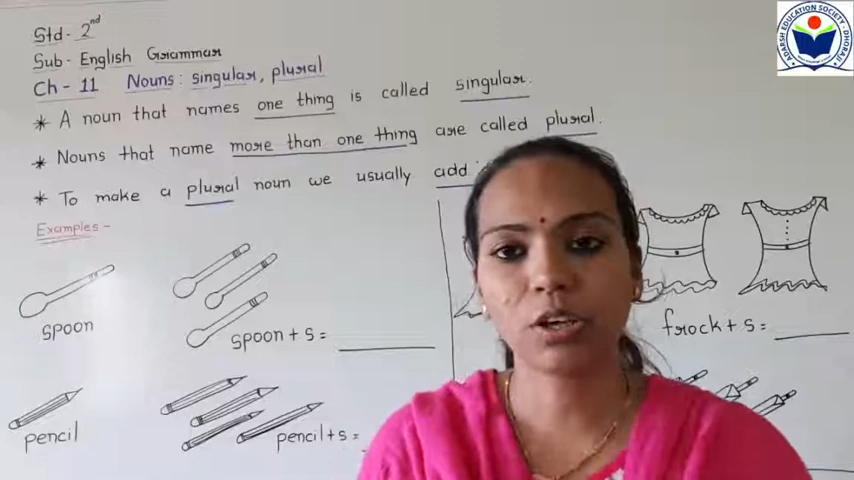 Std - 2nd
Sub - English Grammar
Ch - 11 Nouns : singular, plural
* A noun that names one thing is called singular.
* Nouns that name more than one thing are called plural.
* To make a plural noun we usually add
Examples -
spoon
spoon + s =
frock + s =
pencil
pencil + s =
ADARSH EDUCATION SOCIETY - DHORAJI